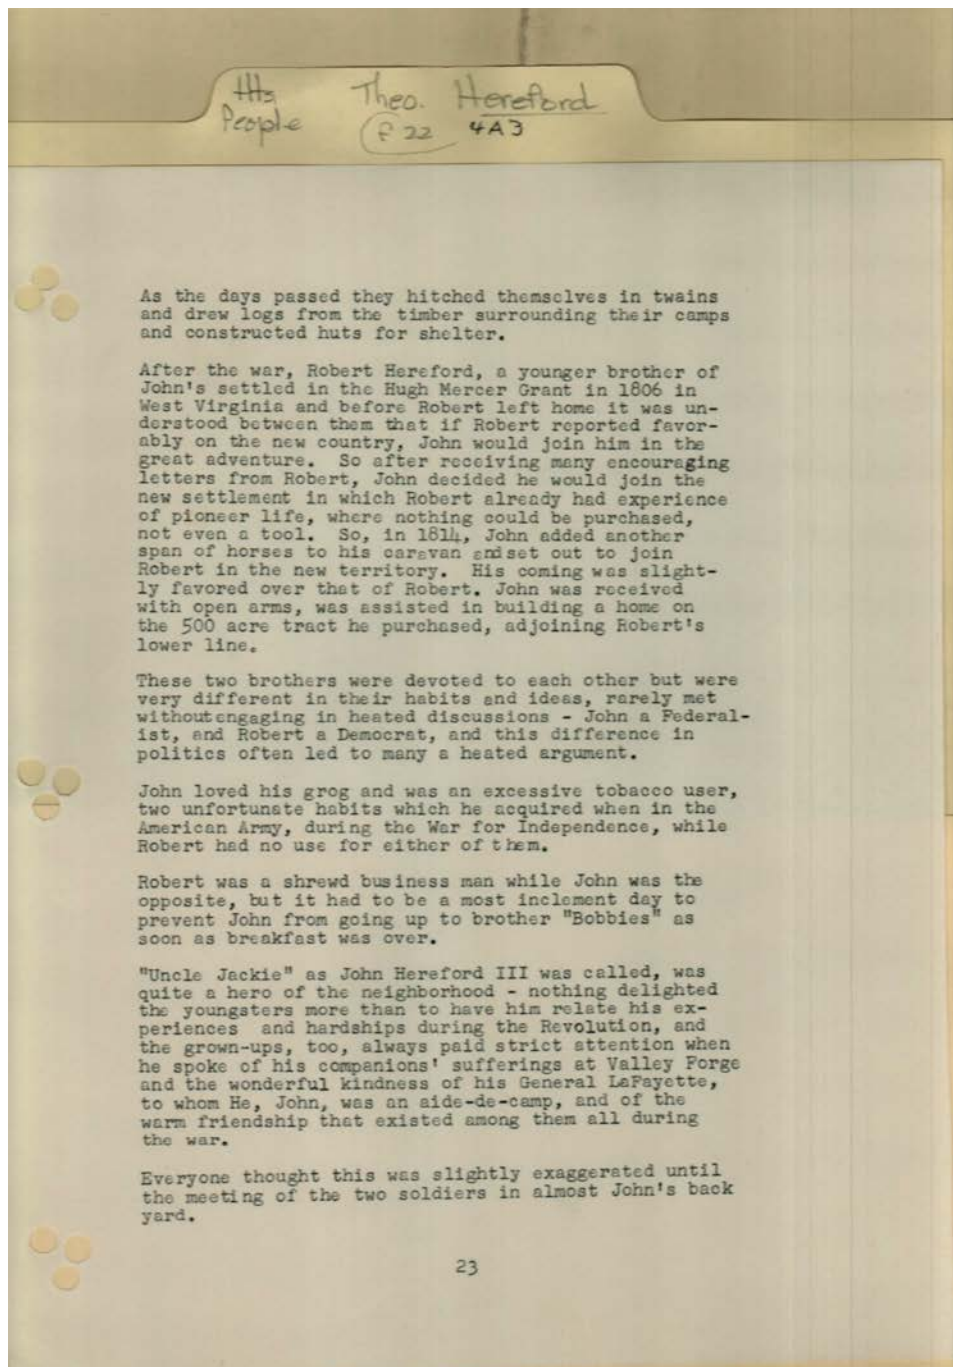 His Theo. Hereford
People f 22 4A3
As the days passed they hitched themselves in twains
and drew logs from the timber surrounding their camps
and constructed huts for shelter.
After the war, Robert Hereford, a younger brother of
John's settled in the Hugh Mercer Grant in 1806 in
West Virginia and before Robert left home it was un-
derstood between them that if Robert reported favor-
ably on the new country, John would join him in the
great adventure. So after receiving many encouraging
letters from Robert, John decided he would join the
new settlement in which Robert already had experience
of pioneer life, where nothing could be purchased,
not even a tool. So, in 1814, John added another
span of horses to his caravan and set out to join
Robert in the new territory. His coming was slight-
ly favored over that of Robert. John was received
with open arms, was assisted in building a home on
the 500 acre tract he purchased, adjoining Robert's
lower line.
These two brothers were devoted to each other but were
very different in their habits and ideas, rarely met
without engaging in heated discussions - John a Federal-
ist, and Robert a Democrat, and this difference in
politics often led to many a heated argument.
John loved his grog and was an excessive tobacco user,
two unfortunate habits which he acquired when in the
American Army, during the War for Independence, while
Robert had no use for either of them.
Robert was a shrewd business man while John was the
opposite, but it had to be a most inclement day to
prevent John from going up to brother "Bobbies" as
soon as breakfast was over.
"Uncle Jackie" as John Hereford III was called, was
quite a hero of the neighborhood - nothing delighted
the youngsters more than to have him relate his ex-
periences and hardships during the Revolution, and
the grown-ups, too, always paid strict attention when
he spoke of his companions' sufferings at Valley Forge
and the wonderful kindness of his General LaFayette,
to whom He, John, was an aide-de-camp, and of the
warm friendship that existed among them all during
the war.
Everyone thought this was slightly exaggerated until
the meeting of the two soldiers in almost John's back
yard.
23